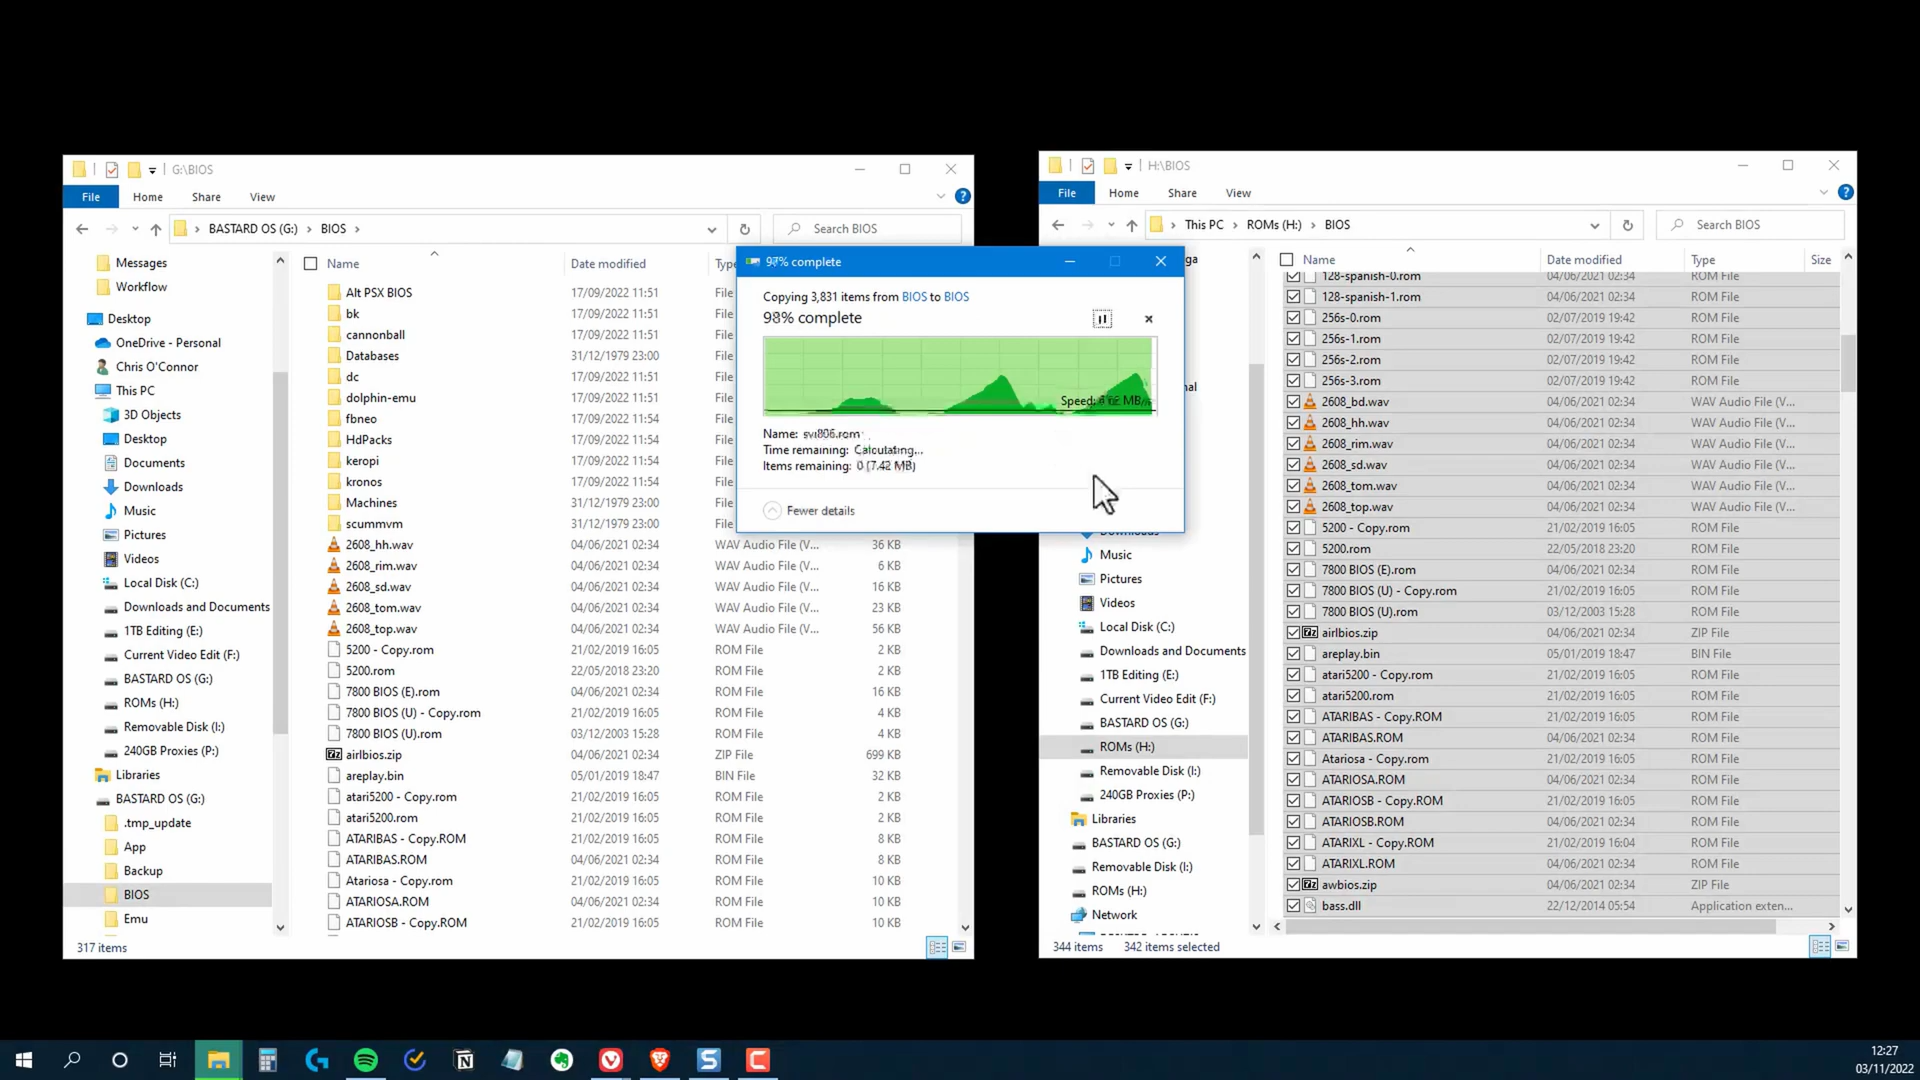 G:\BIOS
File Home Share View
BASTARD OS (G:) BIOS
Search BIOS
Messages
Workflow
Desktop
OneDrive - Personal
Chris O'Connor
This PC
3D Objects
Desktop
Documents
Downloads
Music
Pictures
Videos
Local Disk (C:)
Downloads and Documents
1TB Editing (E:)
Current Video Edit (F:)
BASTARD OS (G:)
ROMs (H:)
Removable Disk (I:)
240GB Proxies (P:)
Libraries
BASTARD OS (G:)
.tmp_update
App
Backup
BIOS
Emu
317 items
Name Date modified Type
Alt PSX BIOS 17/09/2022 11:51 File
bk 17/09/2022 11:51 File
cannonball 17/09/2022 11:51 File
Databases 31/12/1979 23:00 File
dc 17/09/2022 11:51 File
dolphin-emu 17/09/2022 11:51 File
fbneo 17/09/2022 11:54 File
HdPacks 17/09/2022 11:54 File
keropi 17/09/2022 11:54 File
kronos 17/09/2022 11:54 File
Machines 31/12/1979 23:00 File
scummvm 31/12/1979 23:00 File
2608_hh.wav 04/06/2021 02:34 WAV Audio File (V... 36 KB
2608_rim.wav 04/06/2021 02:34 WAV Audio File (V... 6 KB
2608_sd.wav 04/06/2021 02:34 WAV Audio File (V... 16 KB
2608_tom.wav 04/06/2021 02:34 WAV Audio File (V... 23 KB
2608_top.wav 04/06/2021 02:34 WAV Audio File (V... 56 KB
5200 - Copy.rom 21/02/2019 16:05 ROM File 2 KB
5200.rom 22/05/2018 23:20 ROM File 2 KB
7800 BIOS (E).rom 04/06/2021 02:34 ROM File 16 KB
7800 BIOS (U) - Copy.rom 21/02/2019 16:05 ROM File 4 KB
7800 BIOS (U).rom 03/12/2003 15:28 ROM File 4 KB
airlbios.zip 04/06/2021 02:34 ZIP File 699 KB
areplay.bin 05/01/2019 18:47 BIN File 32 KB
atari5200 - Copy.rom 21/02/2019 16:05 ROM File 2 KB
atari5200.rom 21/02/2019 16:05 ROM File 2 KB
ATARIBAS - Copy.ROM 21/02/2019 16:05 ROM File 8 KB
ATARIBAS.ROM 04/06/2021 02:34 ROM File 8 KB
Atariosa - Copy.rom 21/02/2019 16:05 ROM File 10 KB
ATARIOSA.ROM 04/06/2021 02:34 ROM File 10 KB
ATARIOSB - Copy.ROM 21/02/2019 16:05 ROM File 10 KB
97% complete
Copying 3,831 items from BIOS to BIOS
98% complete
Speed: MB/s
Name:
Time remaining: Calculating...
Items remaining: 0 (7.42 MB)
Fewer details
H:\BIOS
File Home Share View
This PC ROMs (H:) BIOS
Search BIOS
ga
nal
Music
Pictures
Videos
Local Disk (C:)
Downloads and Documents
1TB Editing (E:)
Current Video Edit (F:)
BASTARD OS (G:)
ROMs (H:)
Removable Disk (I:)
240GB Proxies (P:)
Libraries
BASTARD OS (G:)
Removable Disk (I:)
ROMs (H:)
Network
344 items 342 items selected
Name Date modified Type Size
128-spanish-0.rom 04/06/2021 02:34 ROM File
128-spanish-1.rom 04/06/2021 02:34 ROM File
256s-0.rom 02/07/2019 19:42 ROM File
256s-1.rom 02/07/2019 19:42 ROM File
256s-2.rom 02/07/2019 19:42 ROM File
256s-3.rom 02/07/2019 19:42 ROM File
2608_bd.wav 04/06/2021 02:34 WAV Audio File (V...
2608_hh.wav 04/06/2021 02:34 WAV Audio File (V...
2608_rim.wav 04/06/2021 02:34 WAV Audio File (V...
2608_sd.wav 04/06/2021 02:34 WAV Audio File (V...
2608_tom.wav 04/06/2021 02:34 WAV Audio File (V...
2608_top.wav 04/06/2021 02:34 WAV Audio File (V...
5200 - Copy.rom 21/02/2019 16:05 ROM File
5200.rom 22/05/2018 23:20 ROM File
7800 BIOS (E).rom 04/06/2021 02:34 ROM File
7800 BIOS (U) - Copy.rom 21/02/2019 16:05 ROM File
7800 BIOS (U).rom 03/12/2003 15:28 ROM File
airlbios.zip 04/06/2021 02:34 ZIP File
areplay.bin 05/01/2019 18:47 BIN File
atari5200 - Copy.rom 21/02/2019 16:05 ROM File
atari5200.rom 21/02/2019 16:05 ROM File
ATARIBAS - Copy.ROM 21/02/2019 16:05 ROM File
ATARIBAS.ROM 04/06/2021 02:34 ROM File
Atariosa - Copy.rom 21/02/2019 16:05 ROM File
ATARIOSA.ROM 04/06/2021 02:34 ROM File
ATARIOSB - Copy.ROM 21/02/2019 16:05 ROM File
ATARIOSB.ROM 04/06/2021 02:34 ROM File
ATARIXL - Copy.ROM 21/02/2019 16:04 ROM File
ATARIXL.ROM 04/06/2021 02:34 ROM File
awbios.zip 04/06/2021 02:34 ZIP File
bass.dll 22/12/2014 05:54 Application exten...
12:27
03/11/2022